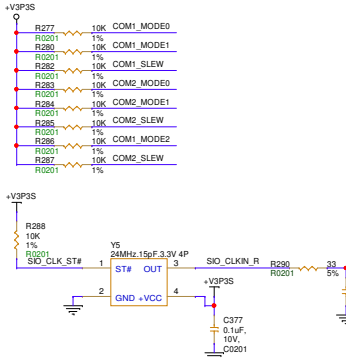 +V3P3S
R277 10K COM1_MODE0
R0201 1%
R280 10K COM1_MODE1
R0201 1%
R282 10K COM1_SLEW
R0201 1%
R283 10K COM2_MODE0
R0201 1%
R284 10K COM2_MODE1
R0201 1%
R285 10K COM2_SLEW
R0201 1%
R286 10K COM1_MODE2
R0201 1%
R287 10K COM2_SLEW
R0201 1%
+V3P3S
R288
10K
1%
R0201
Y5
24MHz.15pF.3.3V 4P
SIO_CLK_ST# 1 ST# OUT 3 SIO_CLKIN_R R290 33
R0201 5%
+V3P3S
2 GND +VCC 4
C377
0.1uF,
10V,
C0201